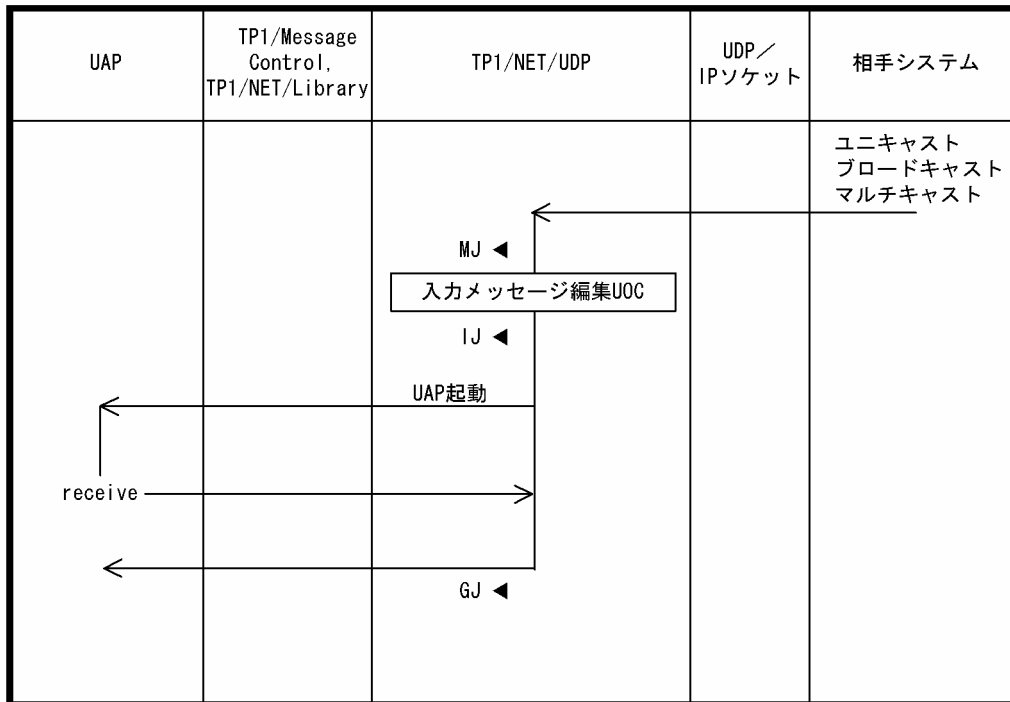 UAP
TP1/Message
Control,
TP1/NET/Library
TP1/NET/UDP
UDP／
IPソケット
相手システム
ユニキャスト
ブロードキャスト
マルチキャスト
MJ ◀
入力メッセージ編集UOC
IJ ◀
UAP起動
receive
GJ ◀